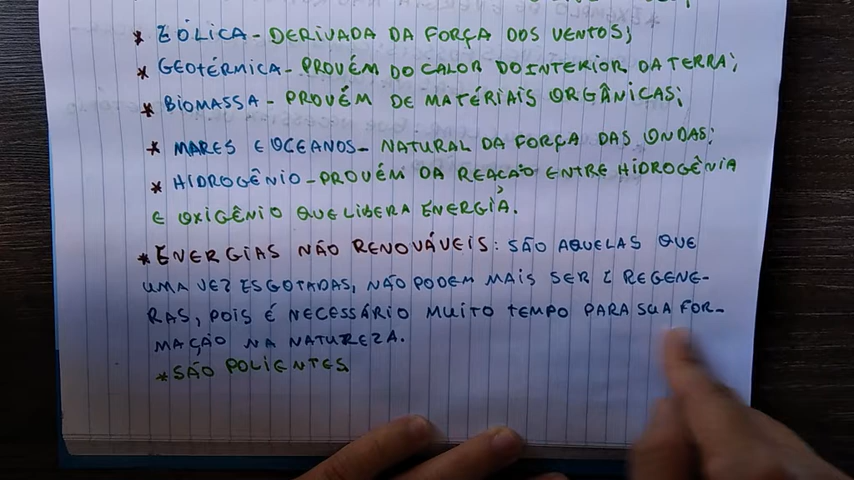 * EÓLICA - DERIVADA DA FORÇA DOS VENTOS;
* GEOTÉRMICA - PROVÉM DO CALOR DO INTERIOR DA TERRA;
* BIOMASSA - PROVÉM DE MATÉRIAIS ORGÂNICAS;
* MARES E OCEANOS - NATURAL DA FORÇA DAS ONDAS;
* HIDROGÊNIO - PROVÉM DA REAÇÃO ENTRE HIDROGÊNIA
E OXIGÊNIO QUE LIBERA ENERGIA.
* ENERGIAS NÃO RENOVÁVEIS: SÃO AQUELAS QUE
UMA VEZ ESGOTADAS, NÃO PODEM MAIS SER E REGENE-
RAS, POIS É NECESSÁRIO MUITO TEMPO PARA SUA FOR-
MAÇÃO NA NATUREZA.
* SÃO POLIENTES